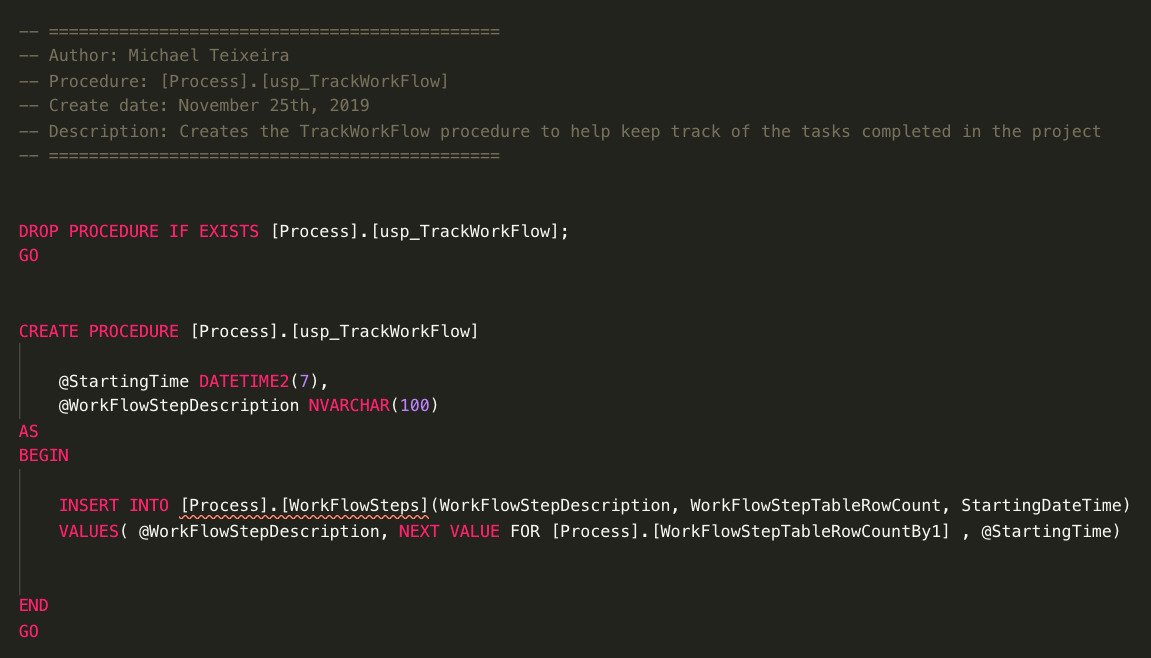 -- =============================================
-- Author: Michael Teixeira
-- Procedure: [Process].[usp_TrackWorkFlow]
-- Create date: November 25th, 2019
-- Description: Creates the TrackWorkFlow procedure to help keep track of the tasks completed in the project
-- =============================================
DROP PROCEDURE IF EXISTS [Process].[usp_TrackWorkFlow];
GO
CREATE PROCEDURE [Process].[usp_TrackWorkFlow]
@StartingTime DATETIME2(7),
@WorkFlowStepDescription NVARCHAR(100)
AS
BEGIN
INSERT INTO [Process].[WorkFlowSteps](WorkFlowStepDescription, WorkFlowStepTableRowCount, StartingDateTime)
VALUES( @WorkFlowStepDescription, NEXT VALUE FOR [Process].[WorkFlowStepTableRowCountBy1] , @StartingTime)
END
GO